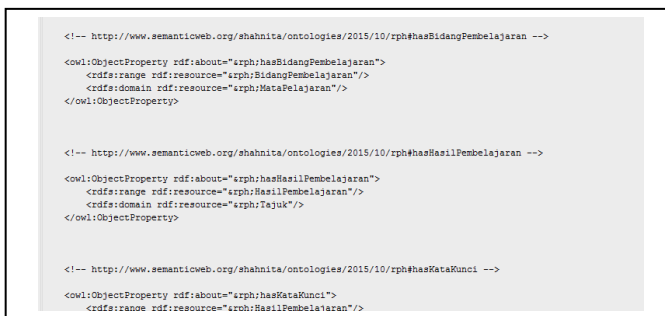 <!-- http://www.semanticweb.org/shahnita/ontologies/2015/10/rph#hasBidangPembelajaran -->
<owl:ObjectProperty rdf:about="&rph;hasBidangPembelajaran">
<rdfs:range rdf:resource="&rph;BidangPembelajaran"/>
<rdfs:domain rdf:resource="&rph;MataPelajaran"/>
</owl:ObjectProperty>
<!-- http://www.semanticweb.org/shahnita/ontologies/2015/10/rph#hasHasilPembelajaran -->
<owl:ObjectProperty rdf:about="&rph;hasHasilPembelajaran">
<rdfs:range rdf:resource="&rph;HasilPembelajaran"/>
<rdfs:domain rdf:resource="&rph;Tajuk"/>
</owl:ObjectProperty>
<!-- http://www.semanticweb.org/shahnita/ontologies/2015/10/rph#hasKataKunci -->
<owl:ObjectProperty rdf:about="&rph;hasKataKunci">
<rdfs:range rdf:resource="&rph;HasilPembelajaran"/>